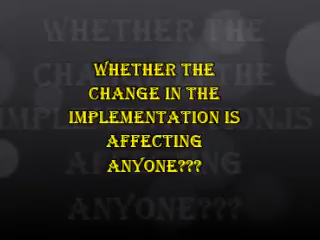 WHETHER THE
CHANGE IN THE
IMPLEMENTATION IS
AFFECTING
ANYONE???